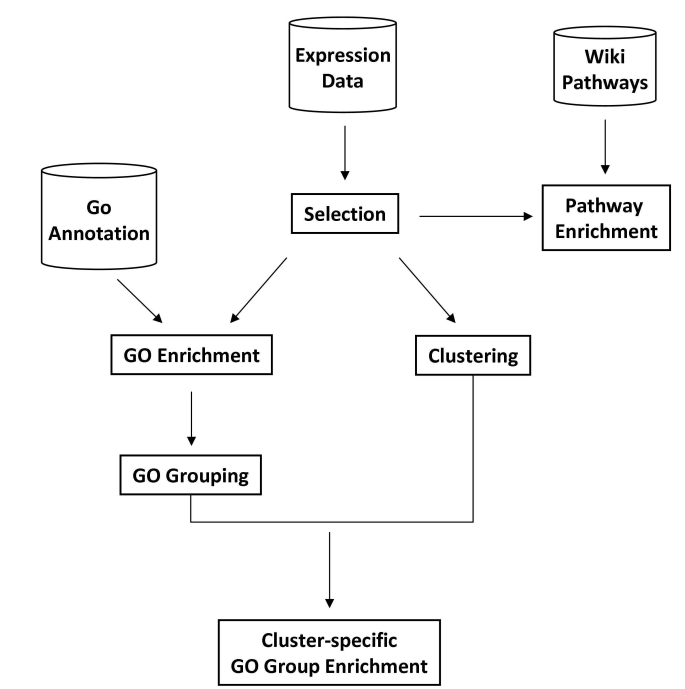 Expression
Data
Wiki
Pathways
Go
Annotation
Selection
Pathway
Enrichment
GO Enrichment
Clustering
GO Grouping
Cluster-specific
GO Group Enrichment